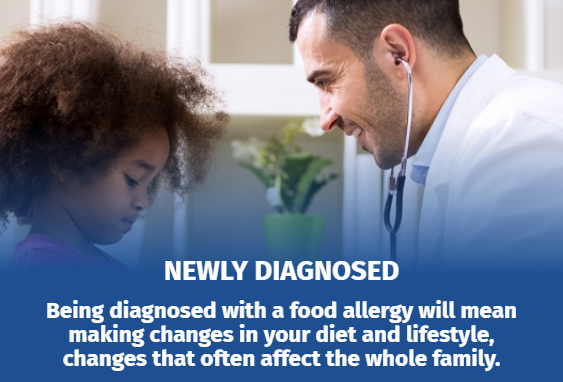 NEWLY DIAGNOSED
Being diagnosed with a food allergy will mean
making changes in your diet and lifestyle,
changes that often affect the whole family.